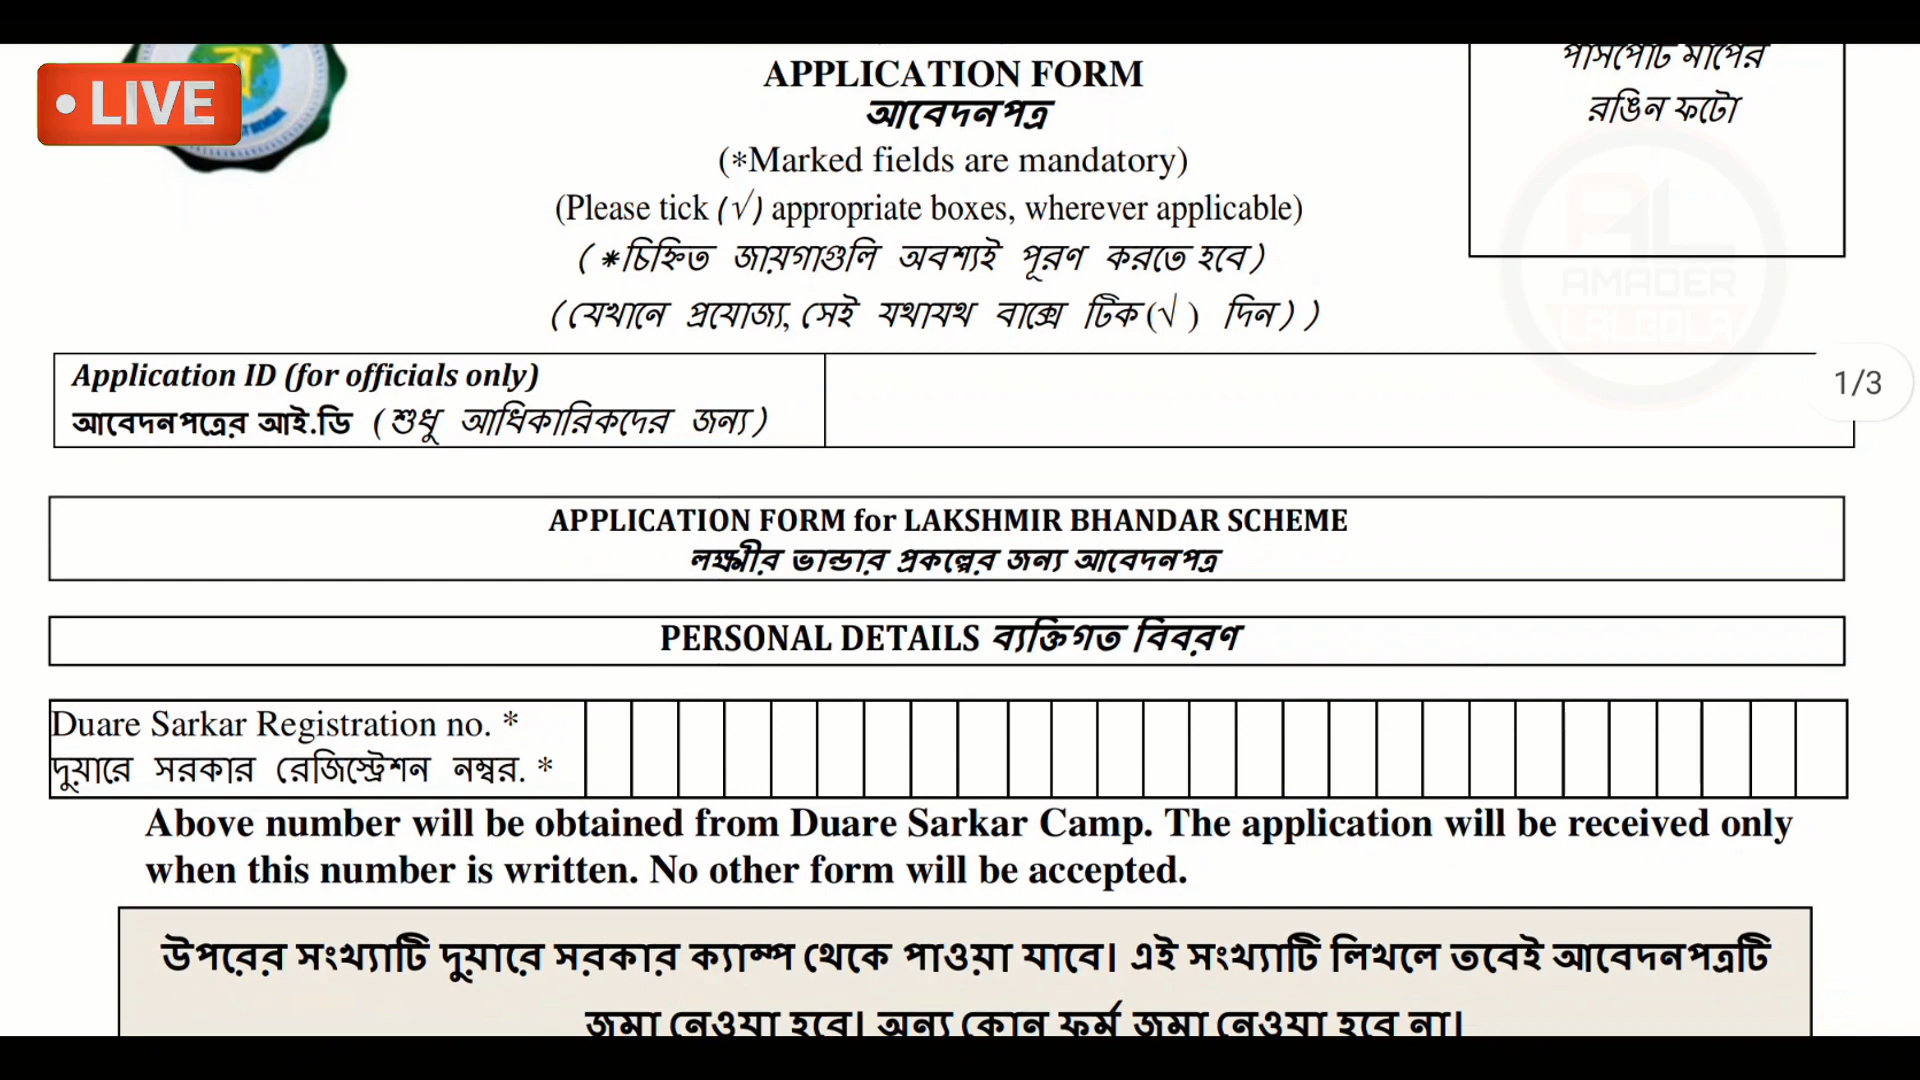 APPLICATION FORM
আবেদনপত্র
(*Marked fields are mandatory)
(Please tick (√) appropriate boxes, wherever applicable)
(*চিহ্নিত জায়গাগুলি অবশ্যই পূরণ করতে হবে)
(যেখানে প্রযোজ্য, সেই যথাযথ বাক্সে টিক(√ ) দিন))
পাসপোর্ট মাপের
রঙিন ফটো
LIVE
AL
AMADER
LALGOLA
1/3
Application ID (for officials only)
আবেদনপত্রের আই.ডি (শুধু আধিকারিকদের জন্য)
APPLICATION FORM for LAKSHMIR BHANDAR SCHEME
লক্ষ্মীর ভান্ডার প্রকল্পের জন্য আবেদনপত্র
PERSONAL DETAILS ব্যক্তিগত বিবরণ
Duare Sarkar Registration no. *
দুয়ারে সরকার রেজিস্ট্রেশন নম্বর. *
Above number will be obtained from Duare Sarkar Camp. The application will be received only
when this number is written. No other form will be accepted.
উপরের সংখ্যাটি দুয়ারে সরকার ক্যাম্প থেকে পাওয়া যাবে। এই সংখ্যাটি লিখলে তবেই আবেদনপত্রটি
জমা নেওয়া হবে। অন্য কোন ফর্ম জমা নেওয়া হবে না।